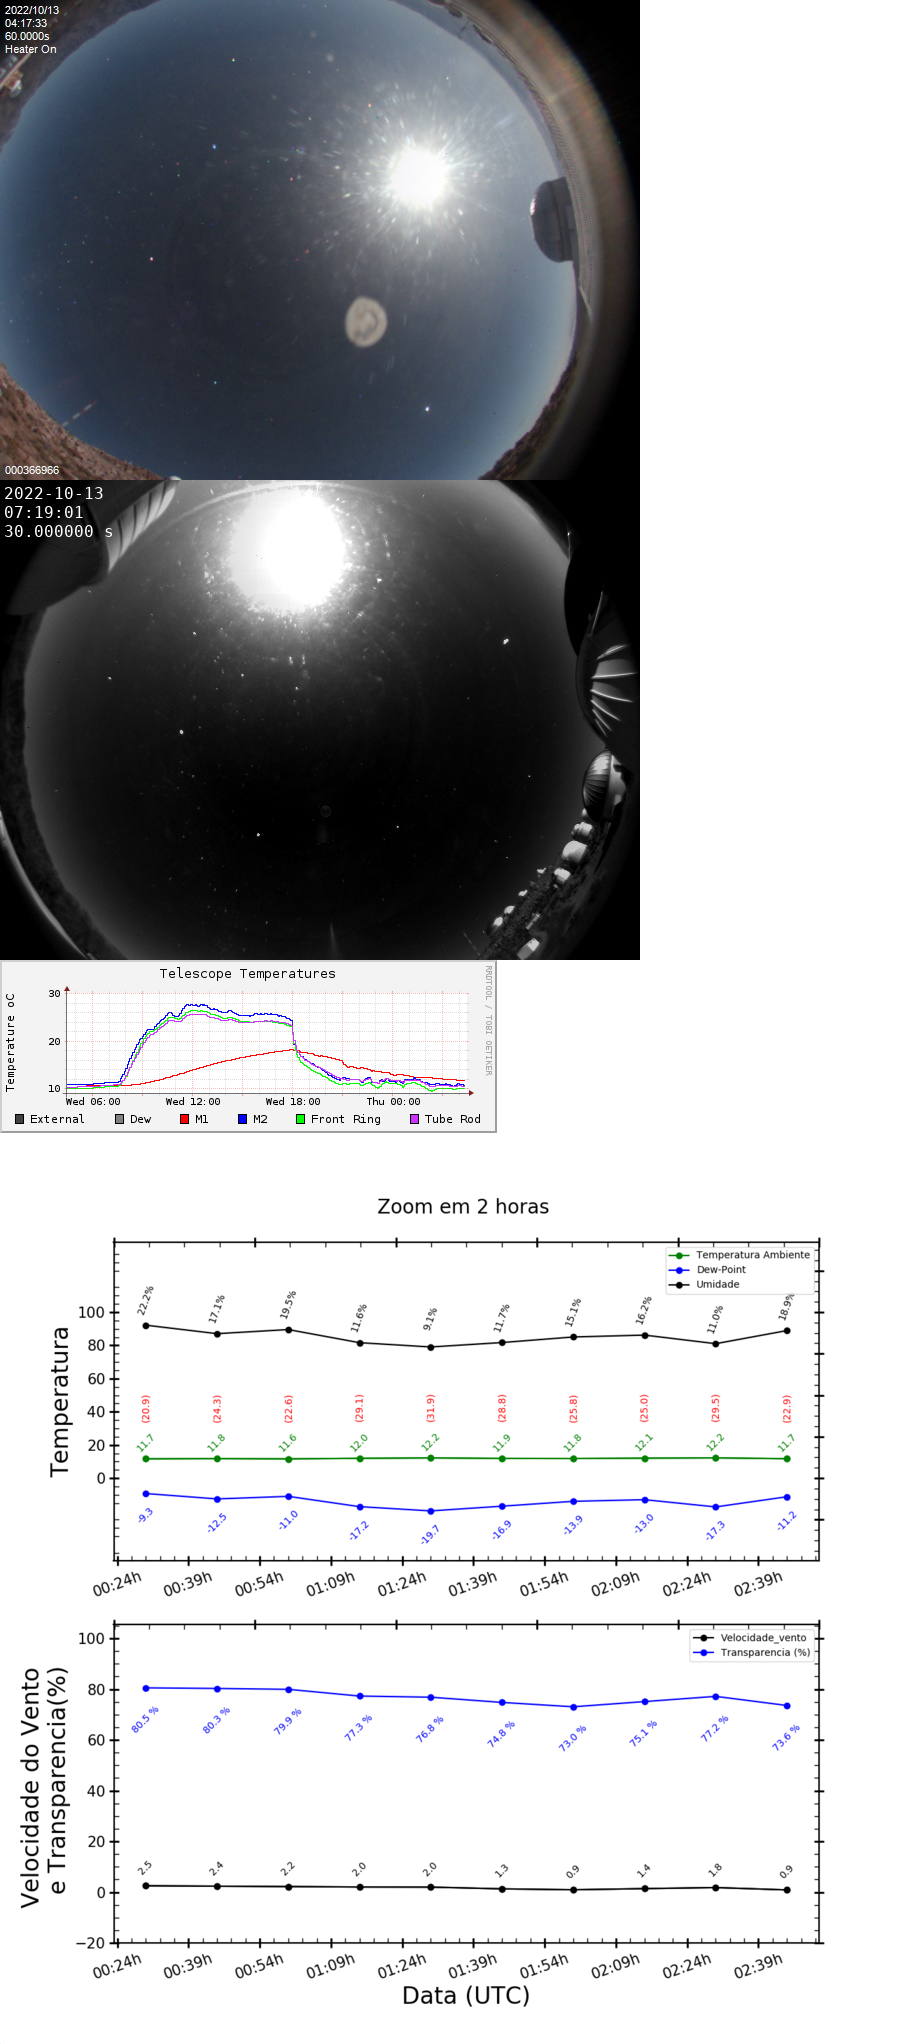 2022/10/13
04:17:33
60.0000s
Heater On
000366966
2022-10-13
07:19:01
30.000000 s
Telescope Temperatures
RRDTOOL / TOBI OETIKER
Temperature oC
30
20
10
Wed 06:00 Wed 12:00 Wed 18:00 Thu 00:00
External Dew M1 M2 Front Ring Tube Rod
Zoom em 2 horas
Temperatura Ambiente
Dew-Point
Umidade
Temperatura
100
80
60
40
20
0
22.2% 17.1% 19.5% 11.6% 9.1% 11.7% 15.1% 16.2% 11.0% 18.9%
(20.9) (24.3) (22.6) (29.1) (31.9) (28.8) (25.8) (25.0) (29.5) (22.9)
11.7 11.8 11.6 12.0 12.2 11.9 11.8 12.1 12.2 11.7
-9.3 -12.5 -11.0 -17.2 -19.7 -16.9 -13.9 -13.0 -17.3 -11.2
00:24h 00:39h 00:54h 01:09h 01:24h 01:39h 01:54h 02:09h 02:24h 02:39h
Velocidade_vento
Transparencia (%)
Velocidade do Vento
e Transparencia(%)
100
80
60
40
20
0
−20
80.5 % 80.3 % 79.9 % 77.3 % 76.8 % 74.8 % 73.0 % 75.1 % 77.2 % 73.6 %
2.5 2.4 2.2 2.0 2.0 1.3 0.9 1.4 1.8 0.9
00:24h 00:39h 00:54h 01:09h 01:24h 01:39h 01:54h 02:09h 02:24h 02:39h
Data (UTC)